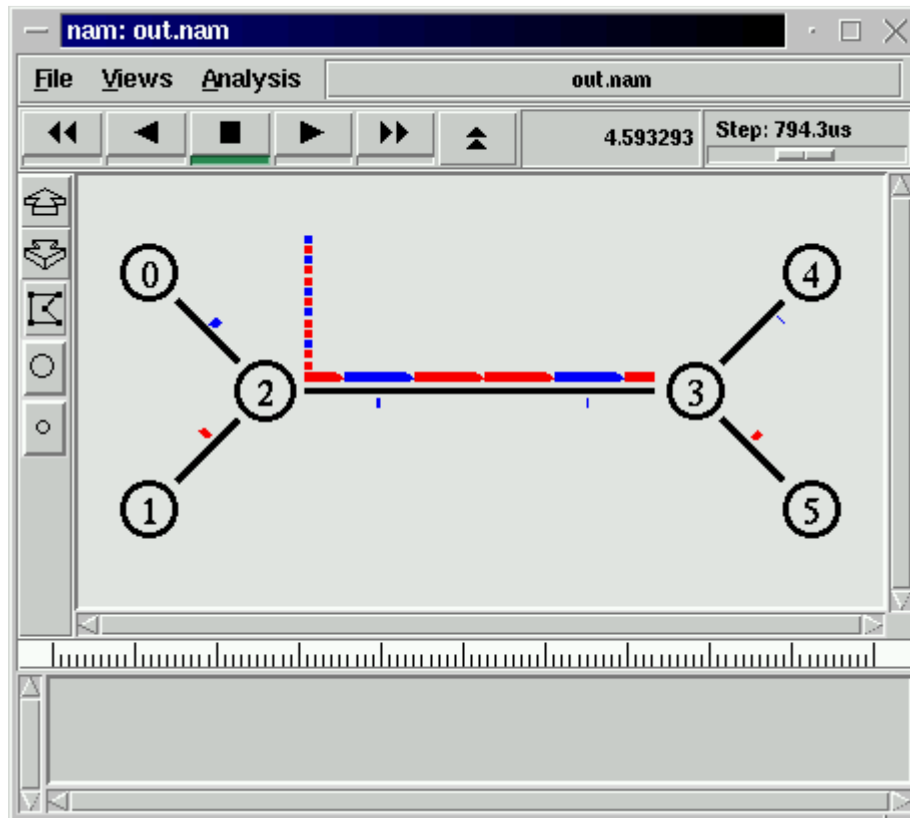 nam: out.nam
File Views Analysis out.nam
4.593293 Step: 794.3us
0 4
2 3
1 5